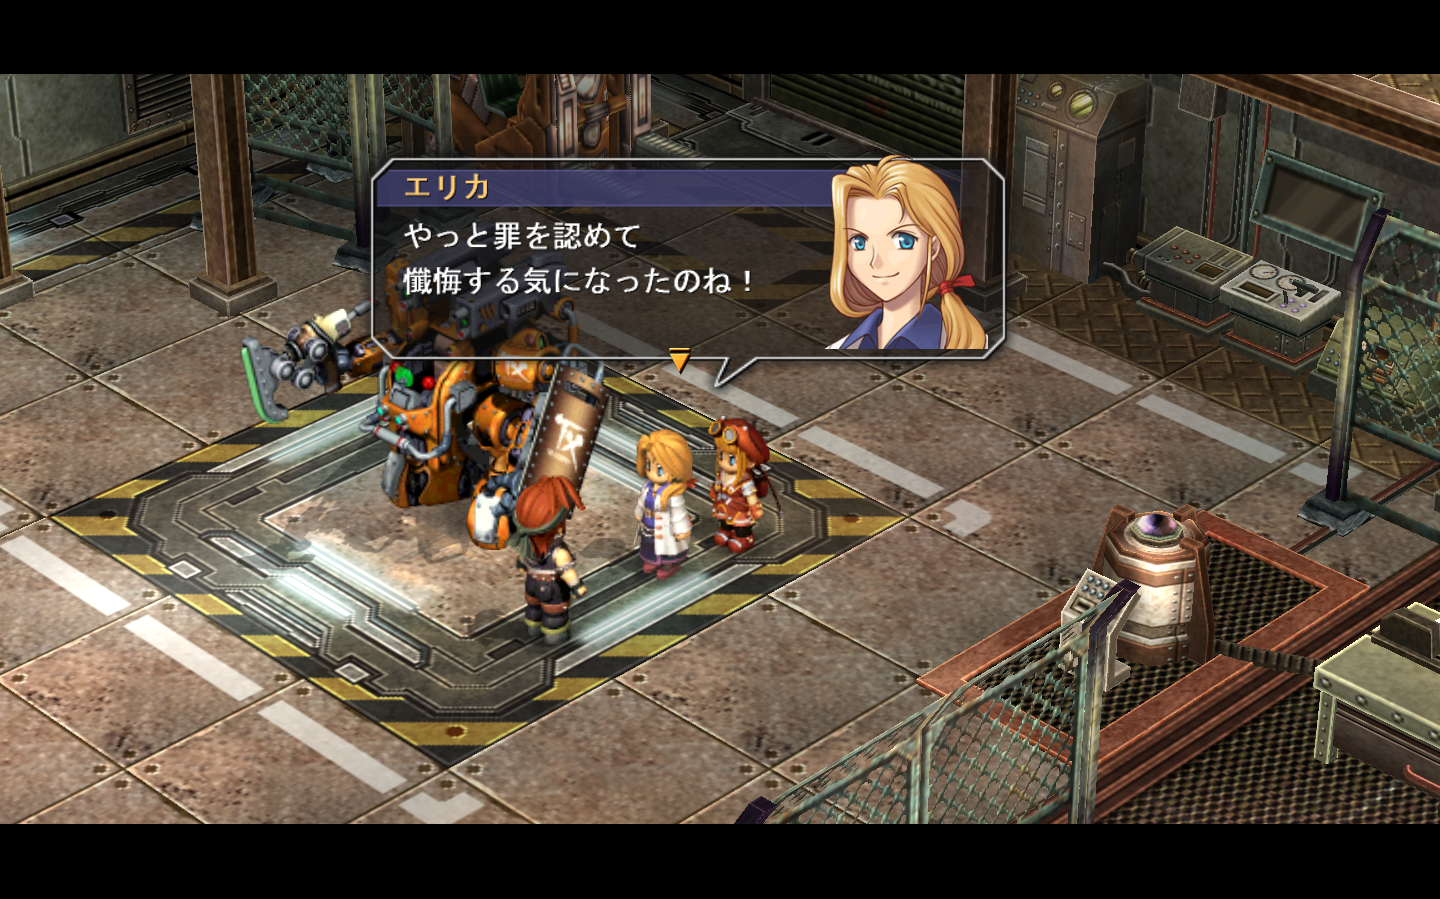 エリカ
やっと罪を認めて
懺悔する気になったのね！